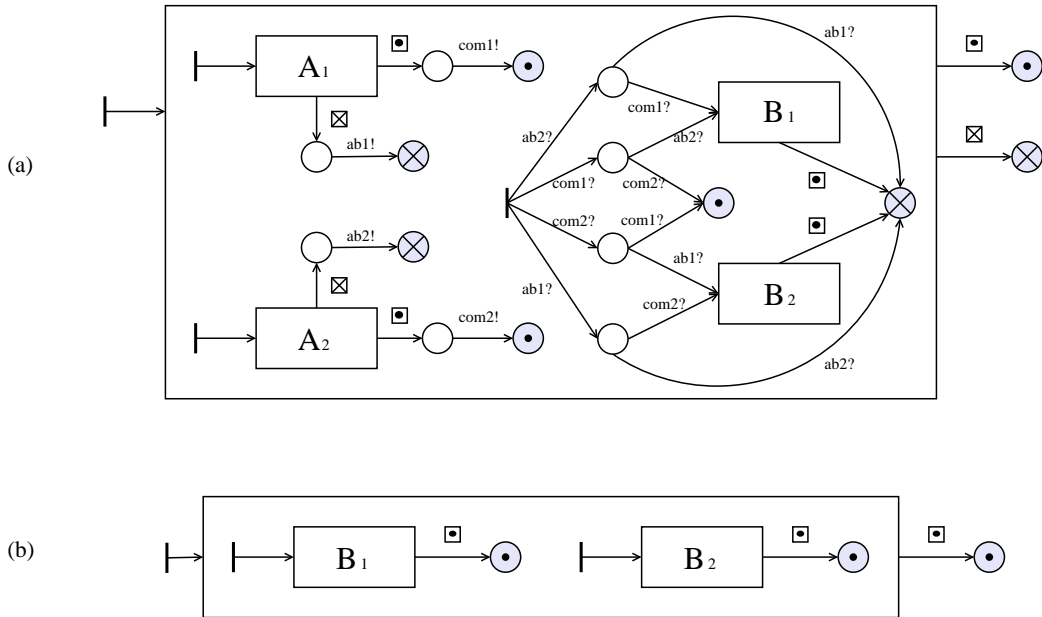 (a)
A1
com1!
ab1!
ab2!
A2
com2!
ab2?
com1?
com2?
ab1?
com1?
ab2?
com2?
com1?
ab1?
com2?
ab1?
B1
B2
ab2?
(b)
B1
B2